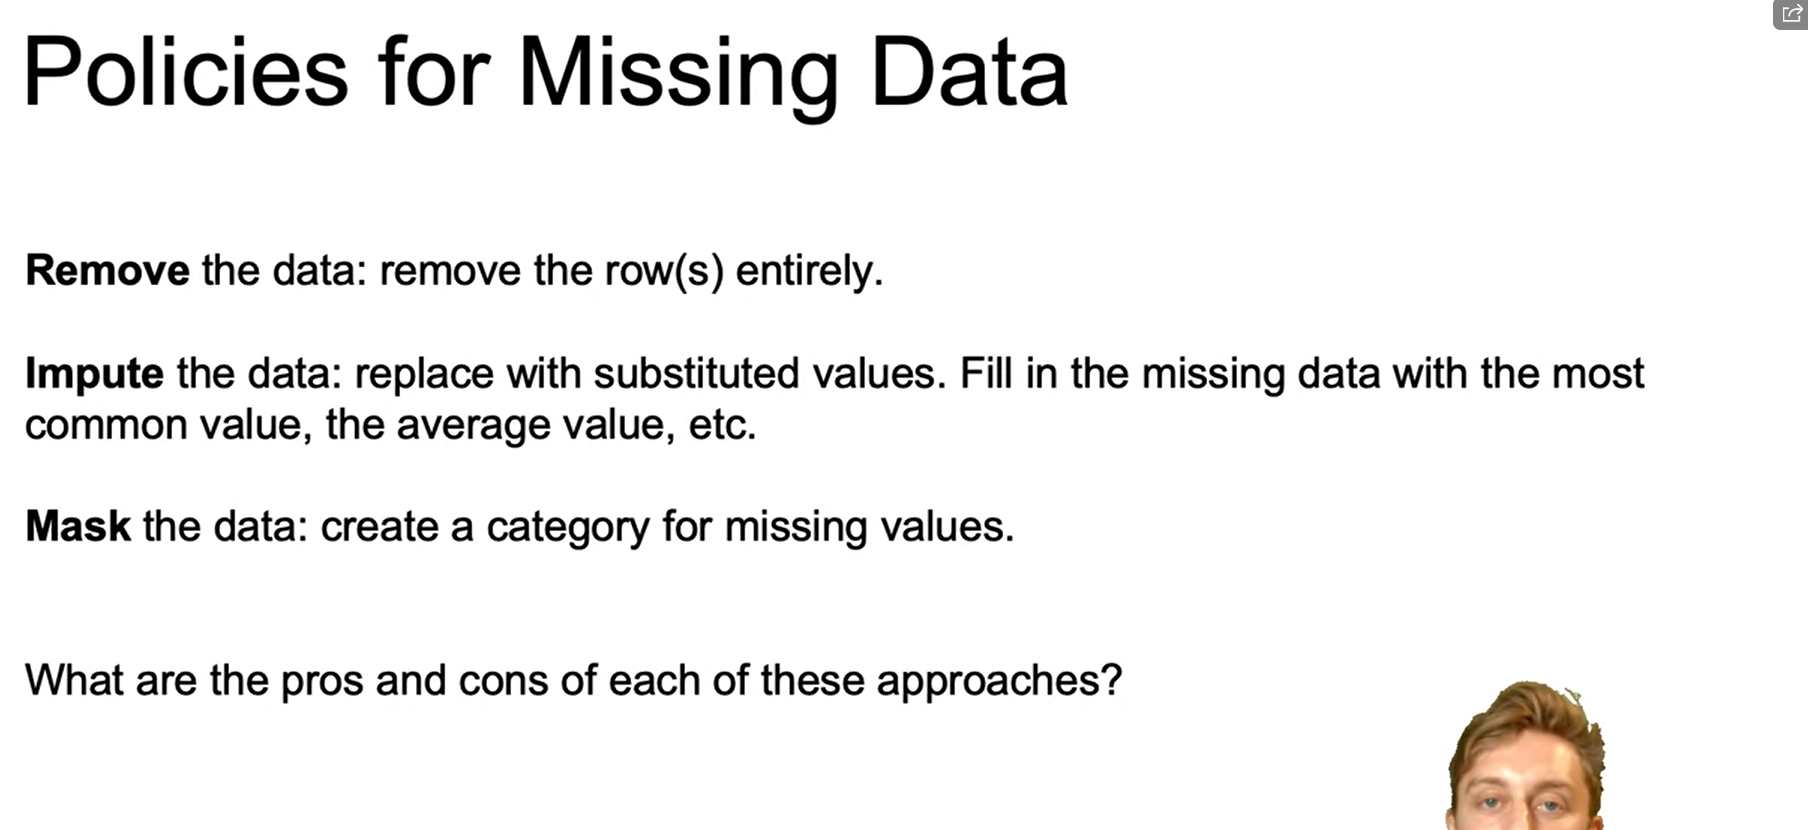 Policies for Missing Data
Remove the data: remove the row(s) entirely.
Impute the data: replace with substituted values. Fill in the missing data with the most
common value, the average value, etc.
Mask the data: create a category for missing values.
What are the pros and cons of each of these approaches?